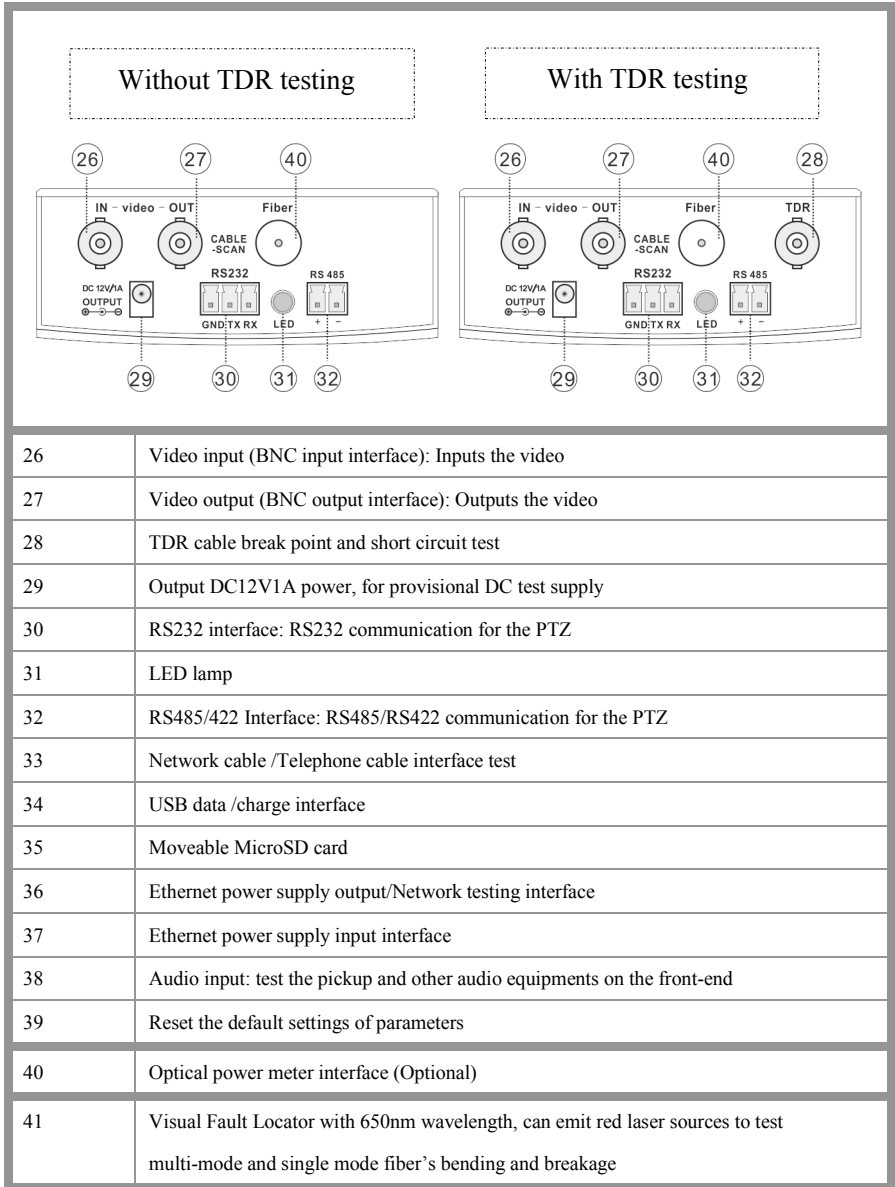 Without TDR testing
With TDR testing
26 27 40
26 27 40 28
IN - video - OUT Fiber
CABLE
-SCAN
DC 12V/1A
OUTPUT
RS232
RS 485
GND TX RX LED + -
29 30 31 32
IN - video - OUT Fiber TDR
CABLE
-SCAN
DC 12V/1A
OUTPUT
RS232
RS 485
GND TX RX LED + -
29 30 31 32
26 Video input (BNC input interface): Inputs the video
27 Video output (BNC output interface): Outputs the video
28 TDR cable break point and short circuit test
29 Output DC12V1A power, for provisional DC test supply
30 RS232 interface: RS232 communication for the PTZ
31 LED lamp
32 RS485/422 Interface: RS485/RS422 communication for the PTZ
33 Network cable /Telephone cable interface test
34 USB data /charge interface
35 Moveable MicroSD card
36 Ethernet power supply output/Network testing interface
37 Ethernet power supply input interface
38 Audio input: test the pickup and other audio equipments on the front-end
39 Reset the default settings of parameters
40 Optical power meter interface (Optional)
41 Visual Fault Locator with 650nm wavelength, can emit red laser sources to test
multi-mode and single mode fiber's bending and breakage